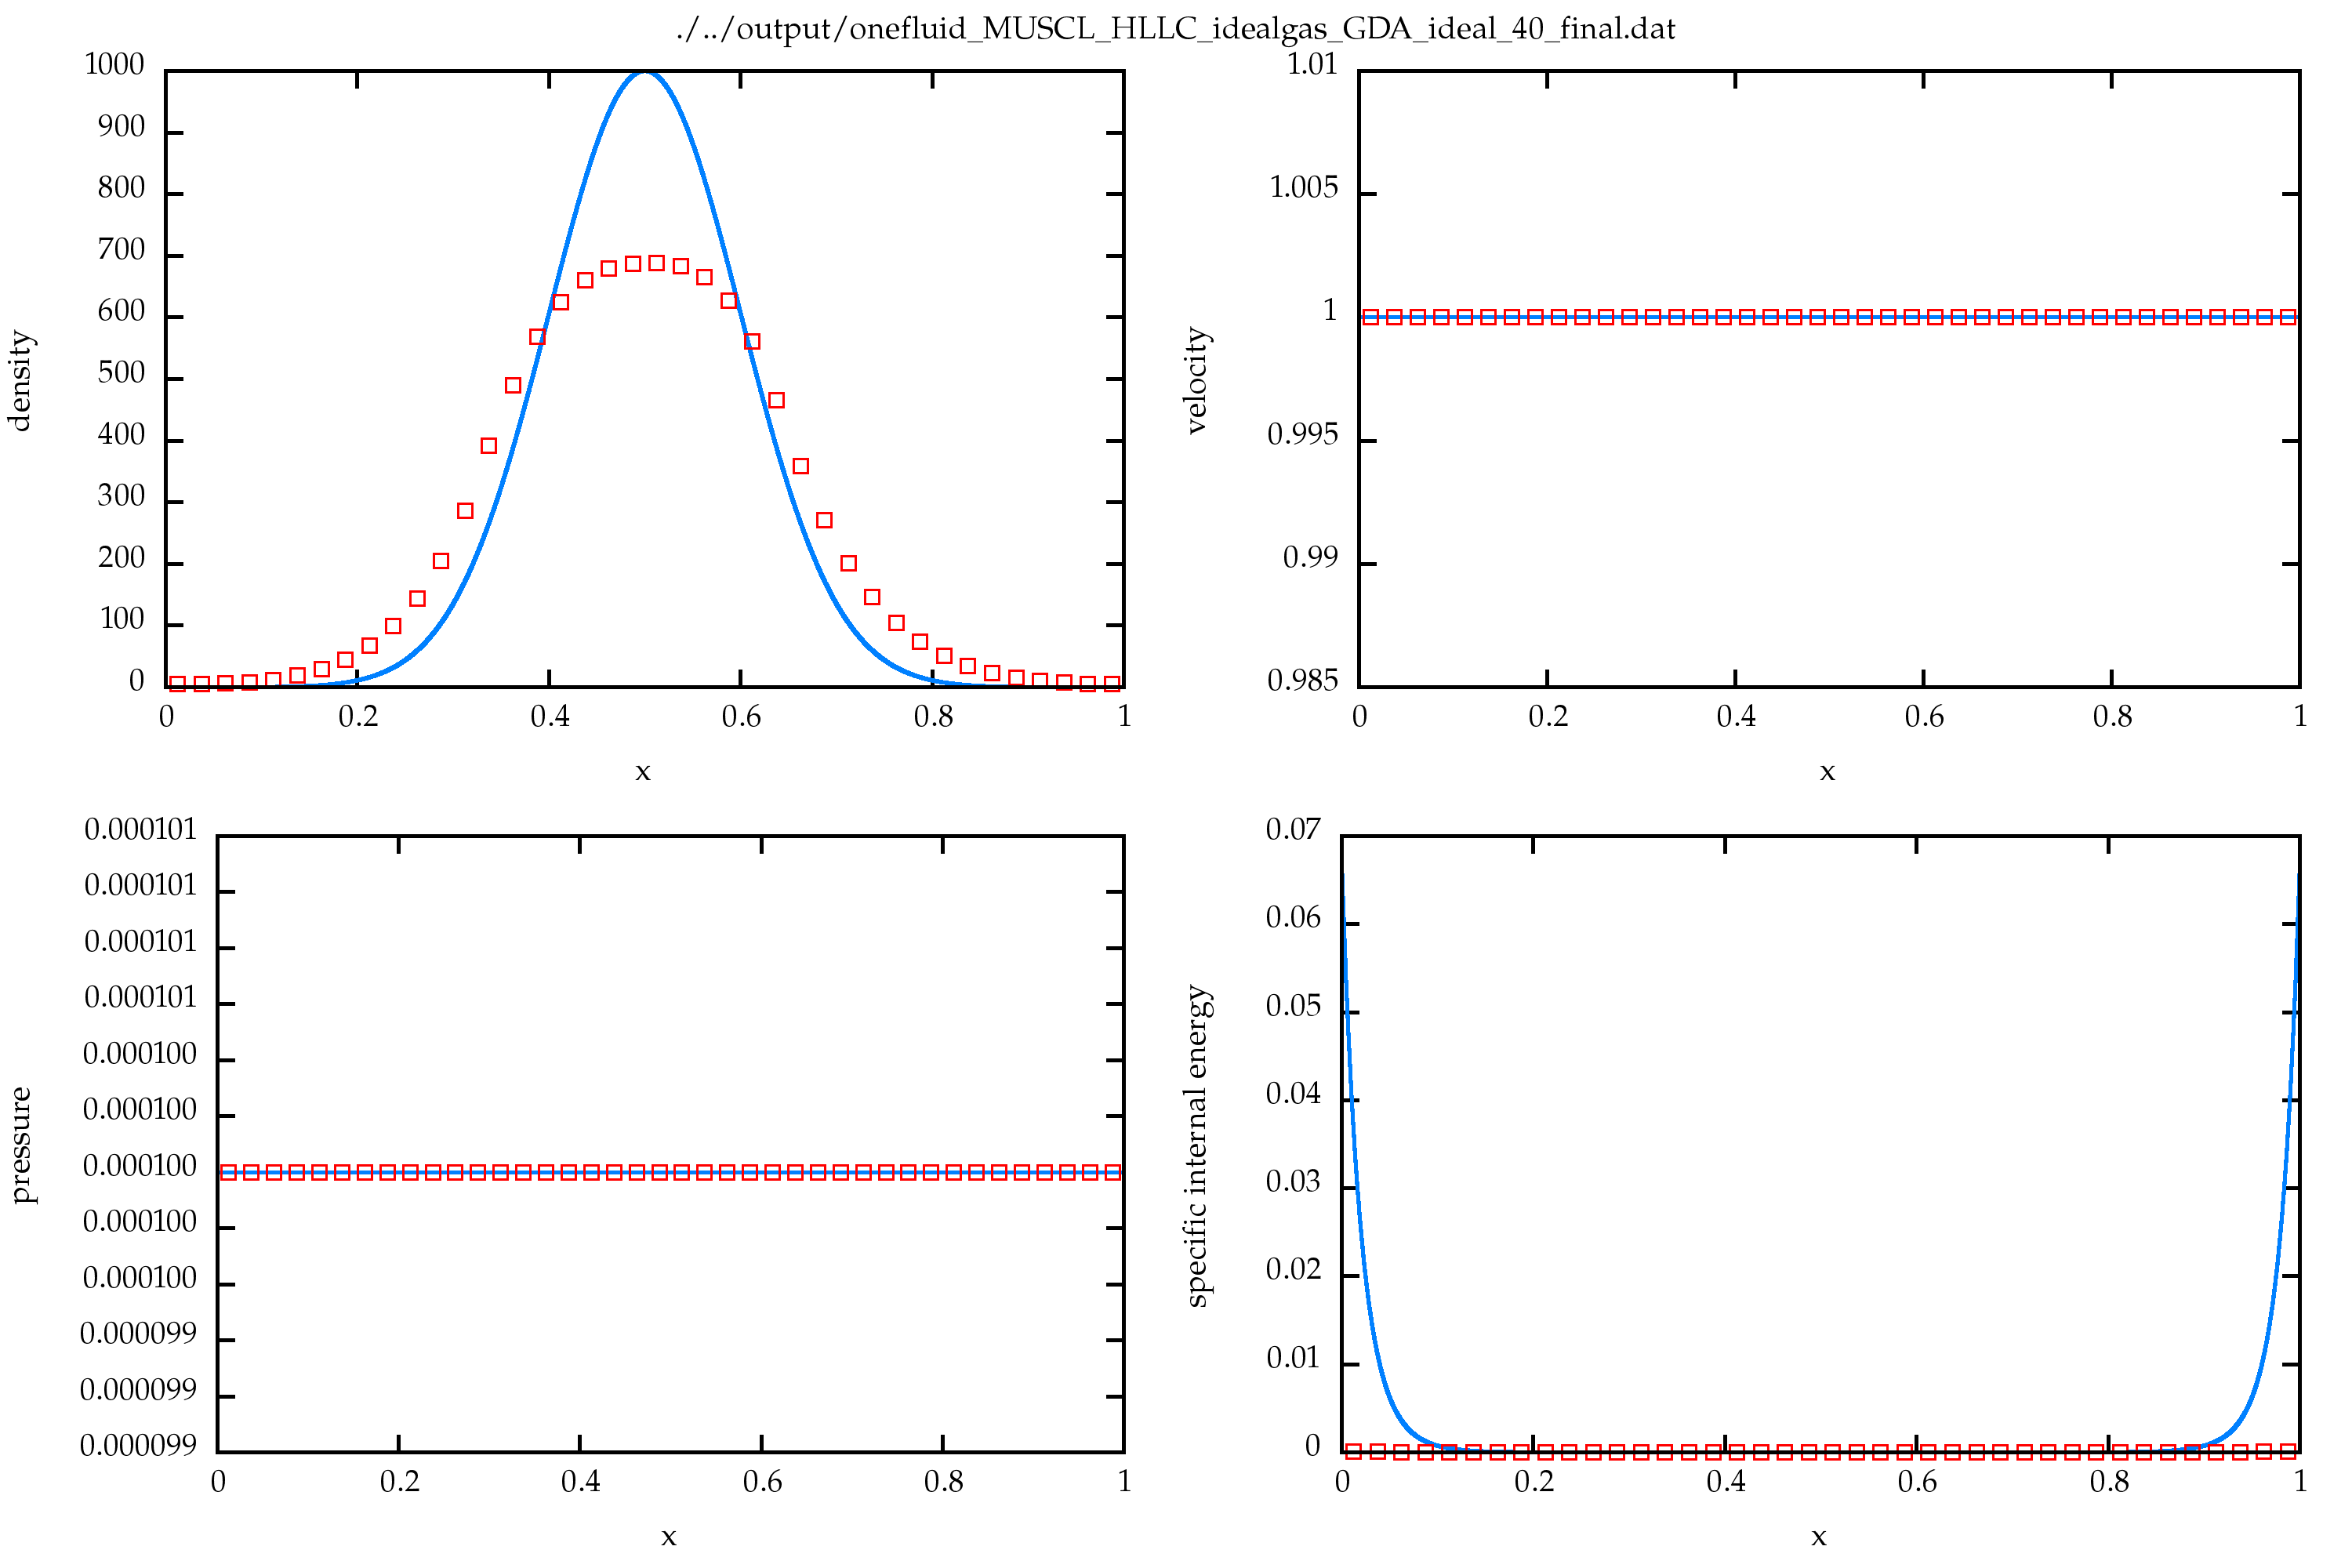 ./../output/onefluid_MUSCL_HLLC_idealgas_GDA_ideal_40_final.dat
1000
900
800
700
600
500
400
300
200
100
0
density
0 0.2 0.4 0.6 0.8 1
x
1.01
1.005
1
0.995
0.99
0.985
velocity
0 0.2 0.4 0.6 0.8 1
x
0.000101
0.000101
0.000101
0.000101
0.000100
0.000100
0.000100
0.000100
0.000100
0.000099
0.000099
0.000099
pressure
0 0.2 0.4 0.6 0.8 1
x
0.07
0.06
0.05
0.04
0.03
0.02
0.01
0
specific internal energy
0 0.2 0.4 0.6 0.8 1
x